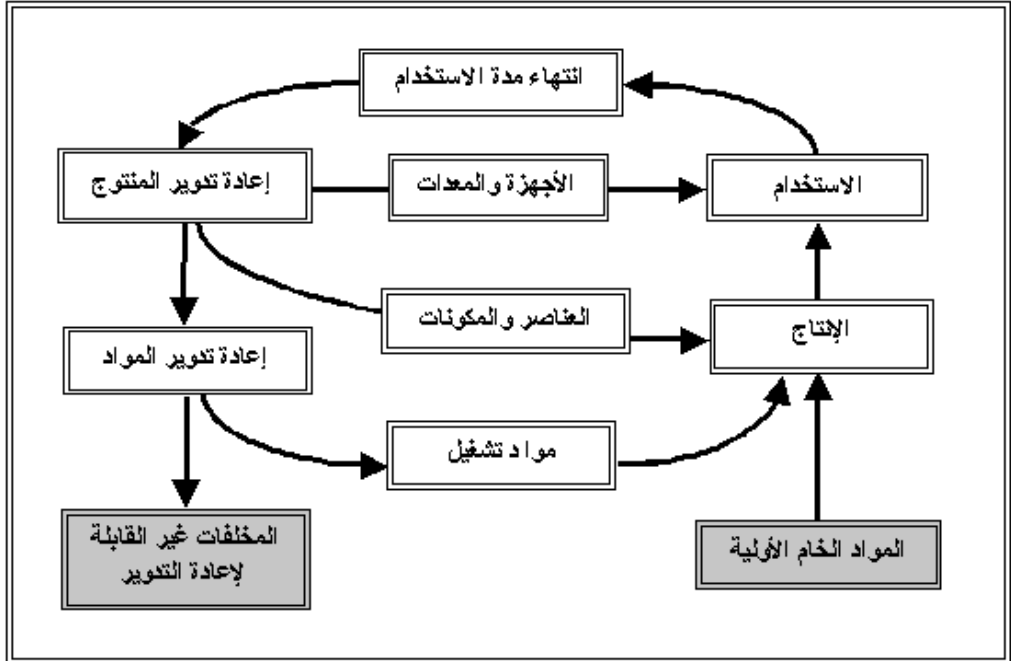 انتهاء مدة الاستخدام
الاستخدام
الأجهزة والمعدات
إعادة تدوير المنتوج
الإنتاج
العناصر والمكونات
إعادة تدوير المواد
مواد تشغيل
المواد الخام الأولية
المخلفات غير القابلة
لإعادة التدوير